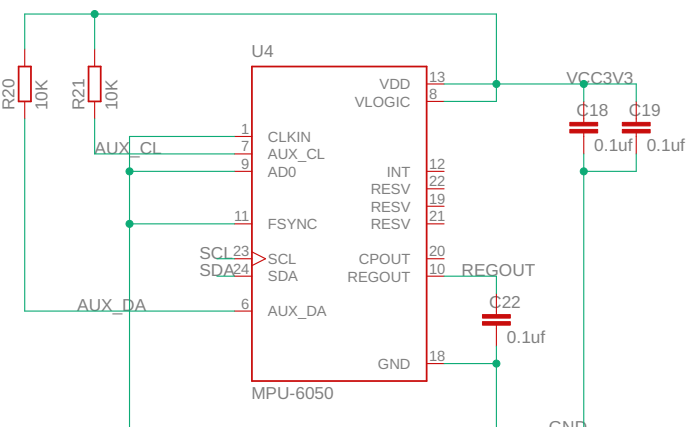 U4
R20
10K
R21
10K
VDD 13
VLOGIC 8
VCC3V3
C18
C19
0.1uf
0.1uf
1 CLKIN
AUX_CL
7 AUX_CL
9 AD0
INT 12
RESV 22
RESV 19
11 FSYNC
RESV 21
SCL 23 SCL
CPOUT 20
SDA 24 SDA
REGOUT 10
REGOUT
AUX_DA
6 AUX_DA
C22
0.1uf
GND 18
MPU-6050
GND